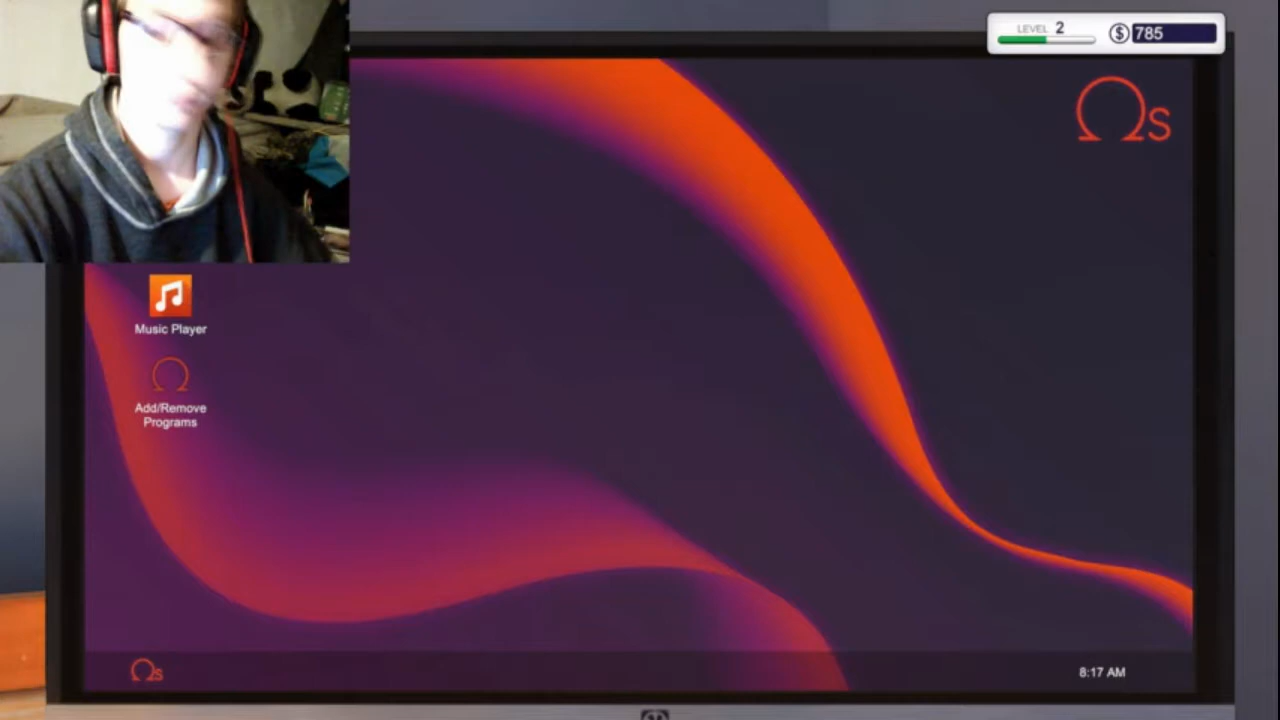 LEVEL 2
$ 785
Ωs
Music Player
Add/Remove
Programs
Ωs
8:17 AM